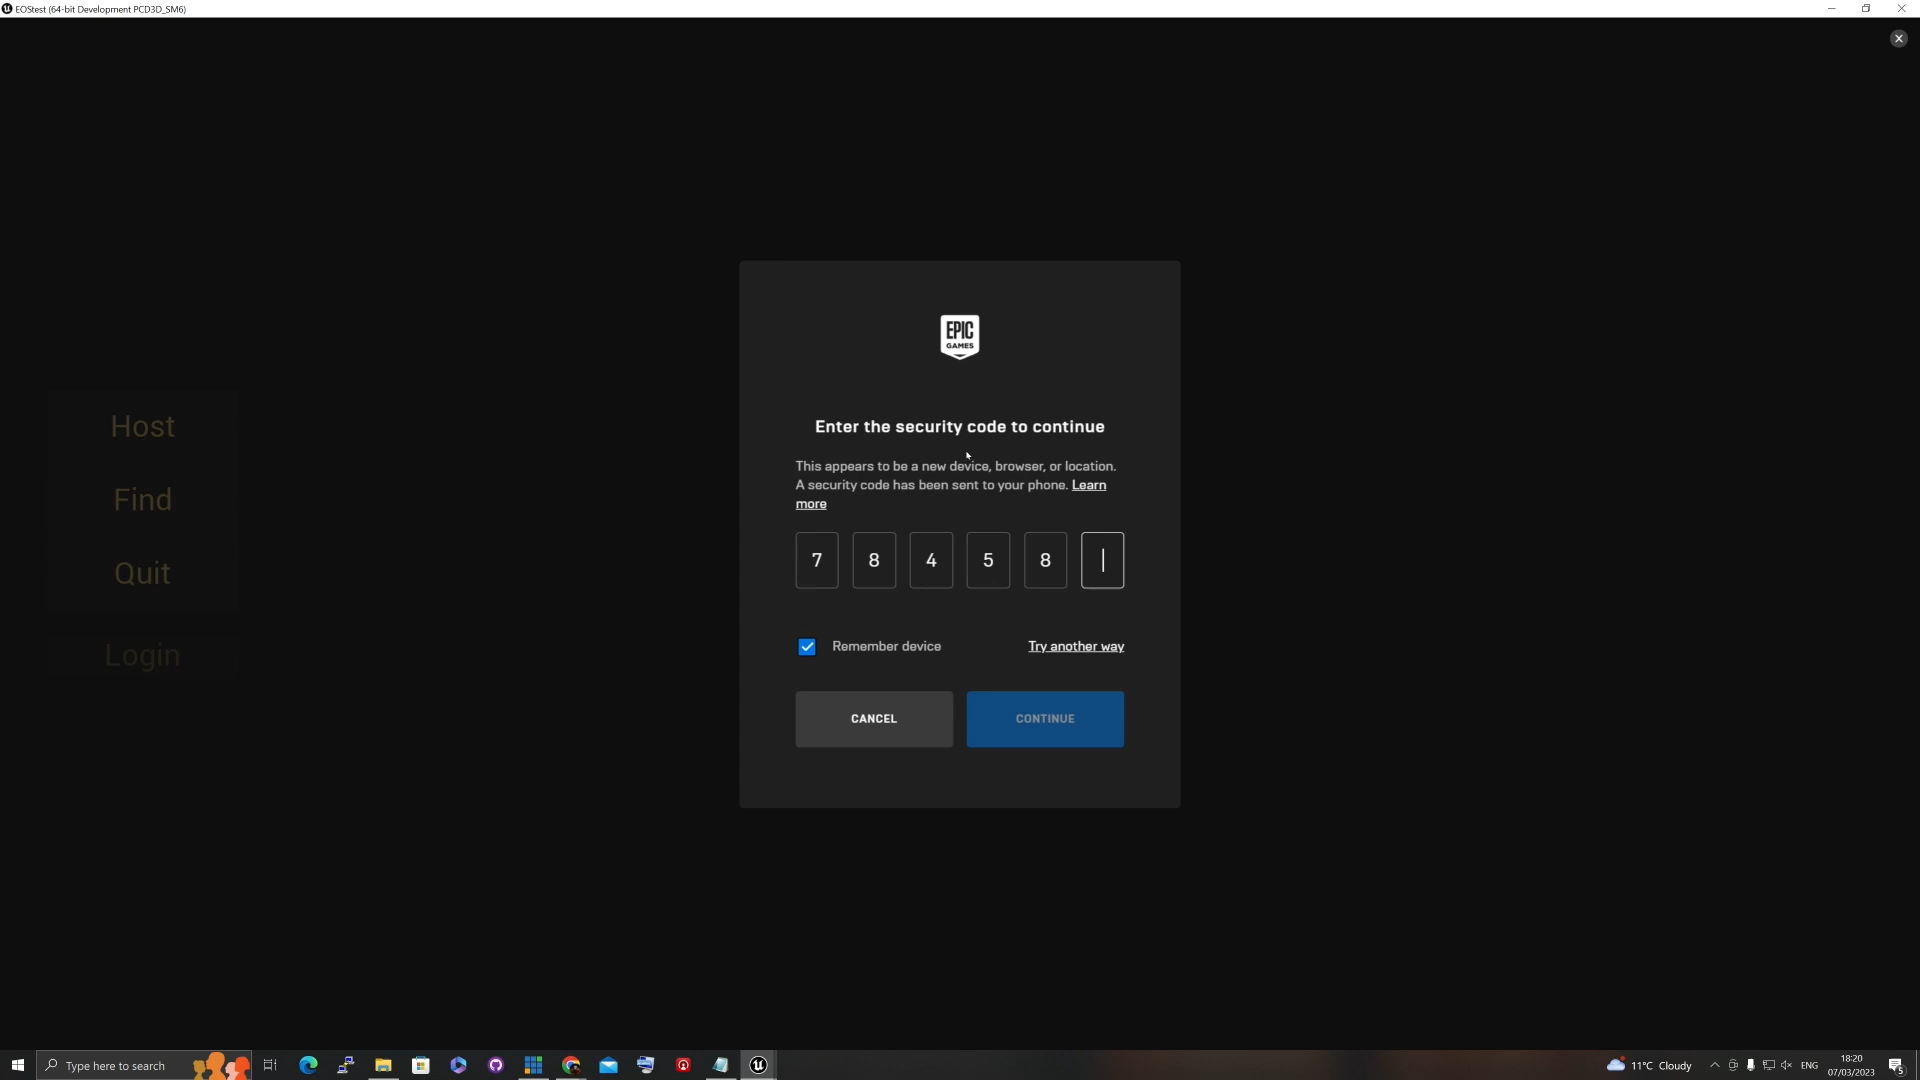 EOStest (64-bit Development PCD3D_SM6)
EPIC
GAMES
Enter the security code to continue
This appears to be a new device, browser, or location.
A security code has been sent to your phone. Learn
more
7 8 4 5 8
Remember device
Try another way
CANCEL
CONTINUE
Host
Find
Quit
Login
Type here to search
11°C Cloudy
ENG
18:20
07/03/2023
5